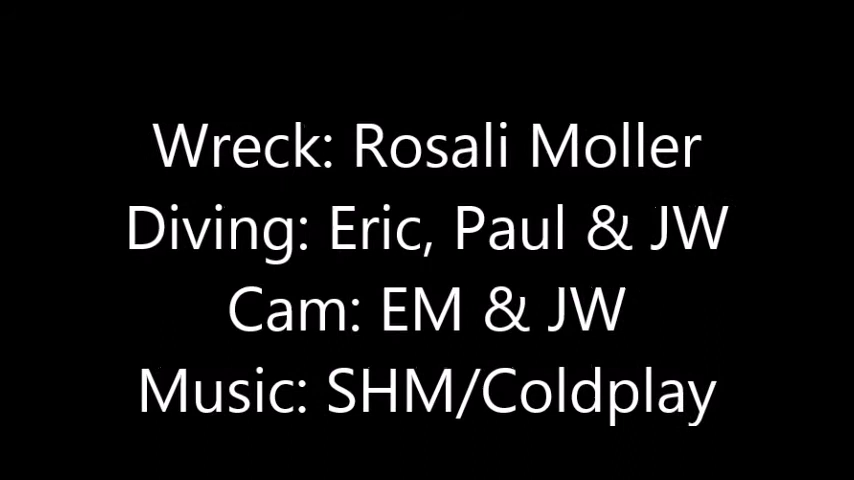 Wreck: Rosali Moller
Diving: Eric, Paul & JW
Cam: EM & JW
Music: SHM/Coldplay